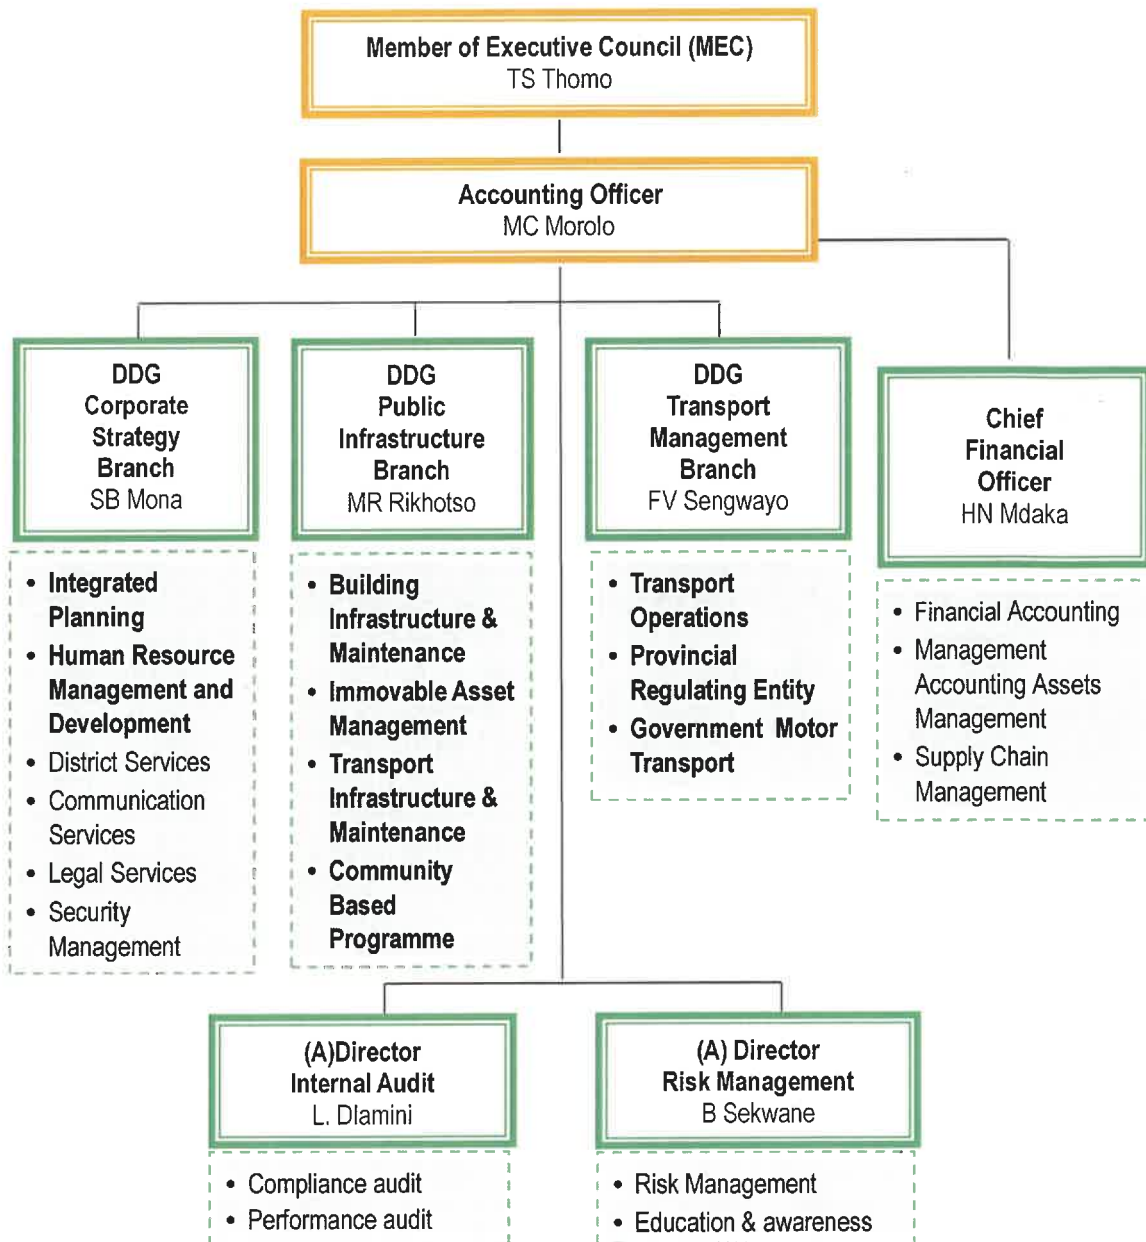 Member of Executive Council (MEC)
TS Thomo
Accounting Officer
MC Morolo
DDG
Corporate
Strategy
Branch
SB Mona
DDG
Public
Infrastructure
Branch
MR Rikhotso
DDG
Transport
Management
Branch
FV Sengwayo
Chief
Financial
Officer
HN Mdaka
• Integrated
Planning
• Human Resource
Management and
Development
• District Services
• Communication
Services
• Legal Services
• Security
Management
• Building
Infrastructure &
Maintenance
• Immovable Asset
Management
• Transport
Infrastructure &
Maintenance
• Community
Based
Programme
• Transport
Operations
• Provincial
Regulating Entity
• Government Motor
Transport
• Financial Accounting
• Management
Accounting Assets
Management
• Supply Chain
Management
(A)Director
Internal Audit
L. Dlamini
(A) Director
Risk Management
B Sekwane
• Compliance audit
• Performance audit
• Risk Management
• Education & awareness